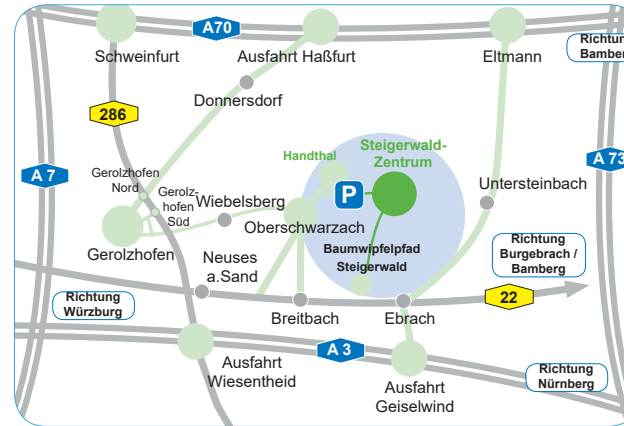 A70
Richtung
Bamberg
Schweinfurt
Ausfahrt Haßfurt
Eltmann
Donnersdorf
286
Handthal
Steigerwald-
Zentrum
A 7
A 73
Gerolzhofen
Nord
Gerolz-
hofen
Süd
P
Untersteinbach
Wiebelsberg
Oberschwarzach
Gerolzhofen
Baumwipfelpfad
Steigerwald
Neuses
a.Sand
Richtung
Burgebrach /
Bamberg
Richtung
Würzburg
22
Breitbach
Ebrach
A 3
Ausfahrt
Wiesentheid
Richtung
Nürnberg
Ausfahrt
Geiselwind